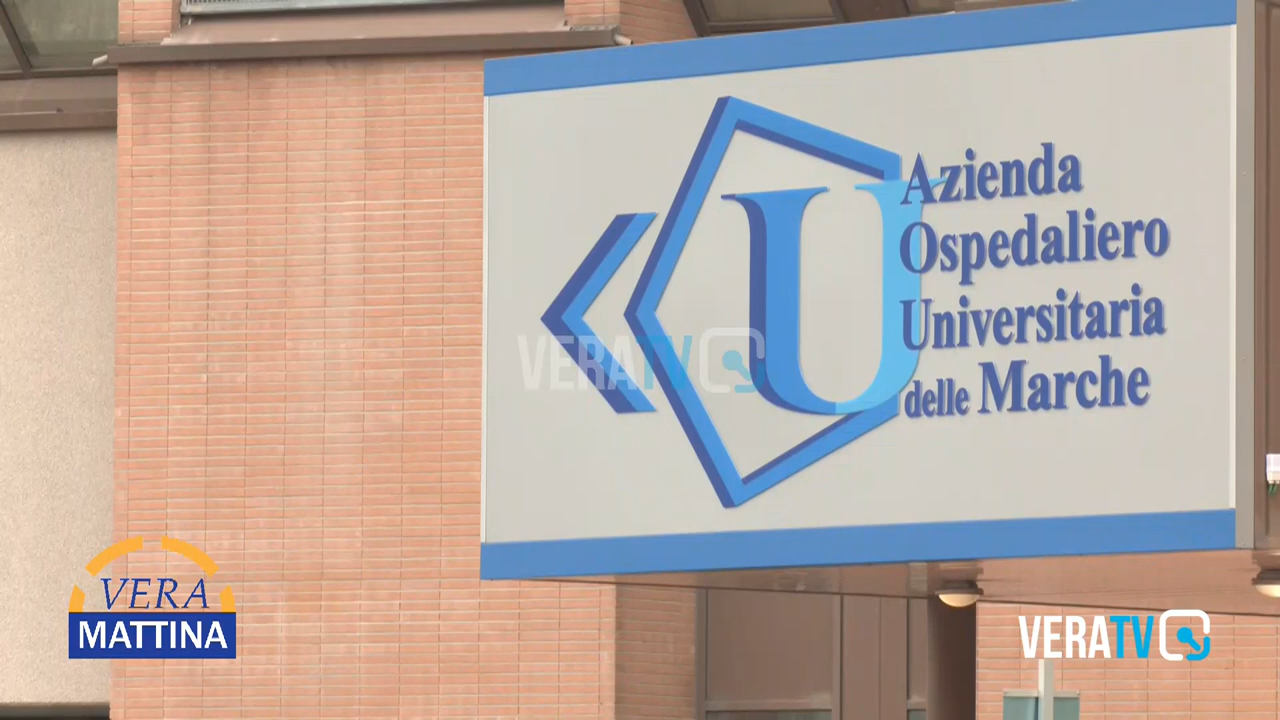 U
Azienda
Ospedaliero
Universitaria
delle Marche
VERATV
VERA
MATTINA
VERATV